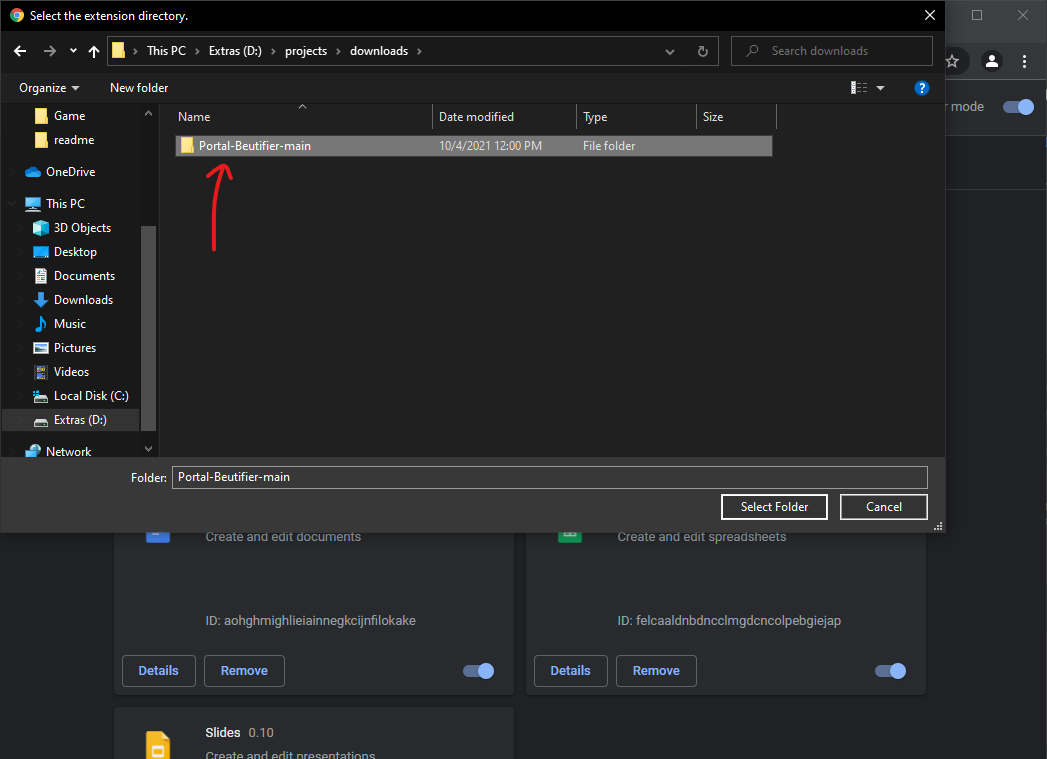 Select the extension directory.
This PC > Extras (D:) > projects > downloads >
Search downloads
Organize
New folder
?
r mode
Game
readme
OneDrive
This PC
3D Objects
Desktop
Documents
Downloads
Music
Pictures
Videos
Local Disk (C:)
Extras (D:)
Network
Name Date modified Type Size
Portal-Beutifier-main 10/4/2021 12:00 PM File folder
Folder: Portal-Beutifier-main
Select Folder Cancel
Create and edit documents
ID: aohghmighlieiainnegkcijnfilokake
Details Remove
Create and edit spreadsheets
ID: felcaaldnbdncclmgdcncolpebgiejap
Details Remove
Slides 0.10
Create and edit presentations